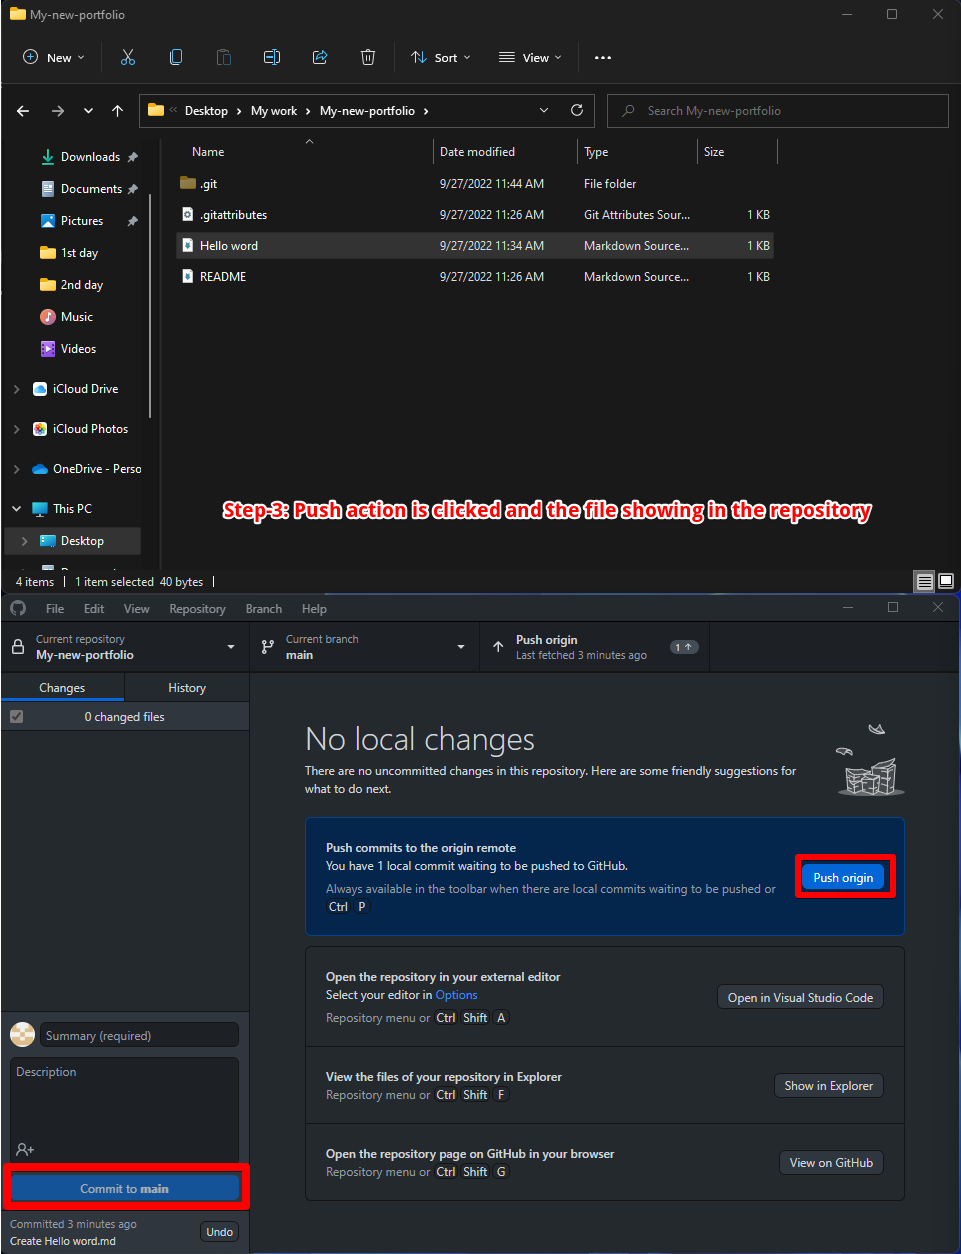 My-new-portfolio
New
Sort
View
Desktop > My work > My-new-portfolio >
Search My-new-portfolio
Name Date modified Type Size
Downloads
Documents
Pictures
1st day
2nd day
Music
Videos
iCloud Drive
iCloud Photos
OneDrive - Perso
This PC
Desktop
.git 9/27/2022 11:44 AM File folder
.gitattributes 9/27/2022 11:26 AM Git Attributes Sour... 1 KB
Hello word 9/27/2022 11:34 AM Markdown Source... 1 KB
README 9/27/2022 11:26 AM Markdown Source... 1 KB
Step-3: Push action is clicked and the file showing in the repository
4 items 1 item selected 40 bytes
File Edit View Repository Branch Help
Current repository
My-new-portfolio
Current branch
main
Push origin
Last fetched 3 minutes ago
1
Changes History
0 changed files
No local changes
There are no uncommitted changes in this repository. Here are some friendly suggestions for
what to do next.
Push commits to the origin remote
You have 1 local commit waiting to be pushed to GitHub.
Always available in the toolbar when there are local commits waiting to be pushed or
Ctrl P
Push origin
Open the repository in your external editor
Select your editor in Options
Repository menu or Ctrl Shift A
Open in Visual Studio Code
View the files of your repository in Explorer
Repository menu or Ctrl Shift F
Show in Explorer
Open the repository page on GitHub in your browser
Repository menu or Ctrl Shift G
View on GitHub
Summary (required)
Description
Commit to main
Committed 3 minutes ago
Create Hello word.md
Undo